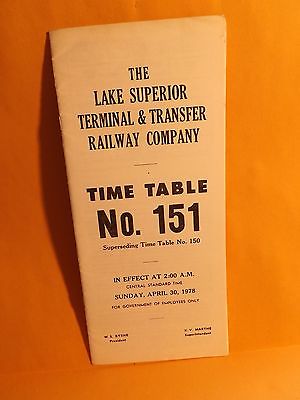 THE
LAKE SUPERIOR
TERMINAL & TRANSFER
RAILWAY COMPANY
TIME TABLE
No. 151
Superseding Time Table No. 150
IN EFFECT AT 2:00 A.M.
CENTRAL STANDARD TIME
SUNDAY, APRIL 30, 1978
FOR GOVERNMENT OF EMPLOYEES ONLY
President
Superintendent